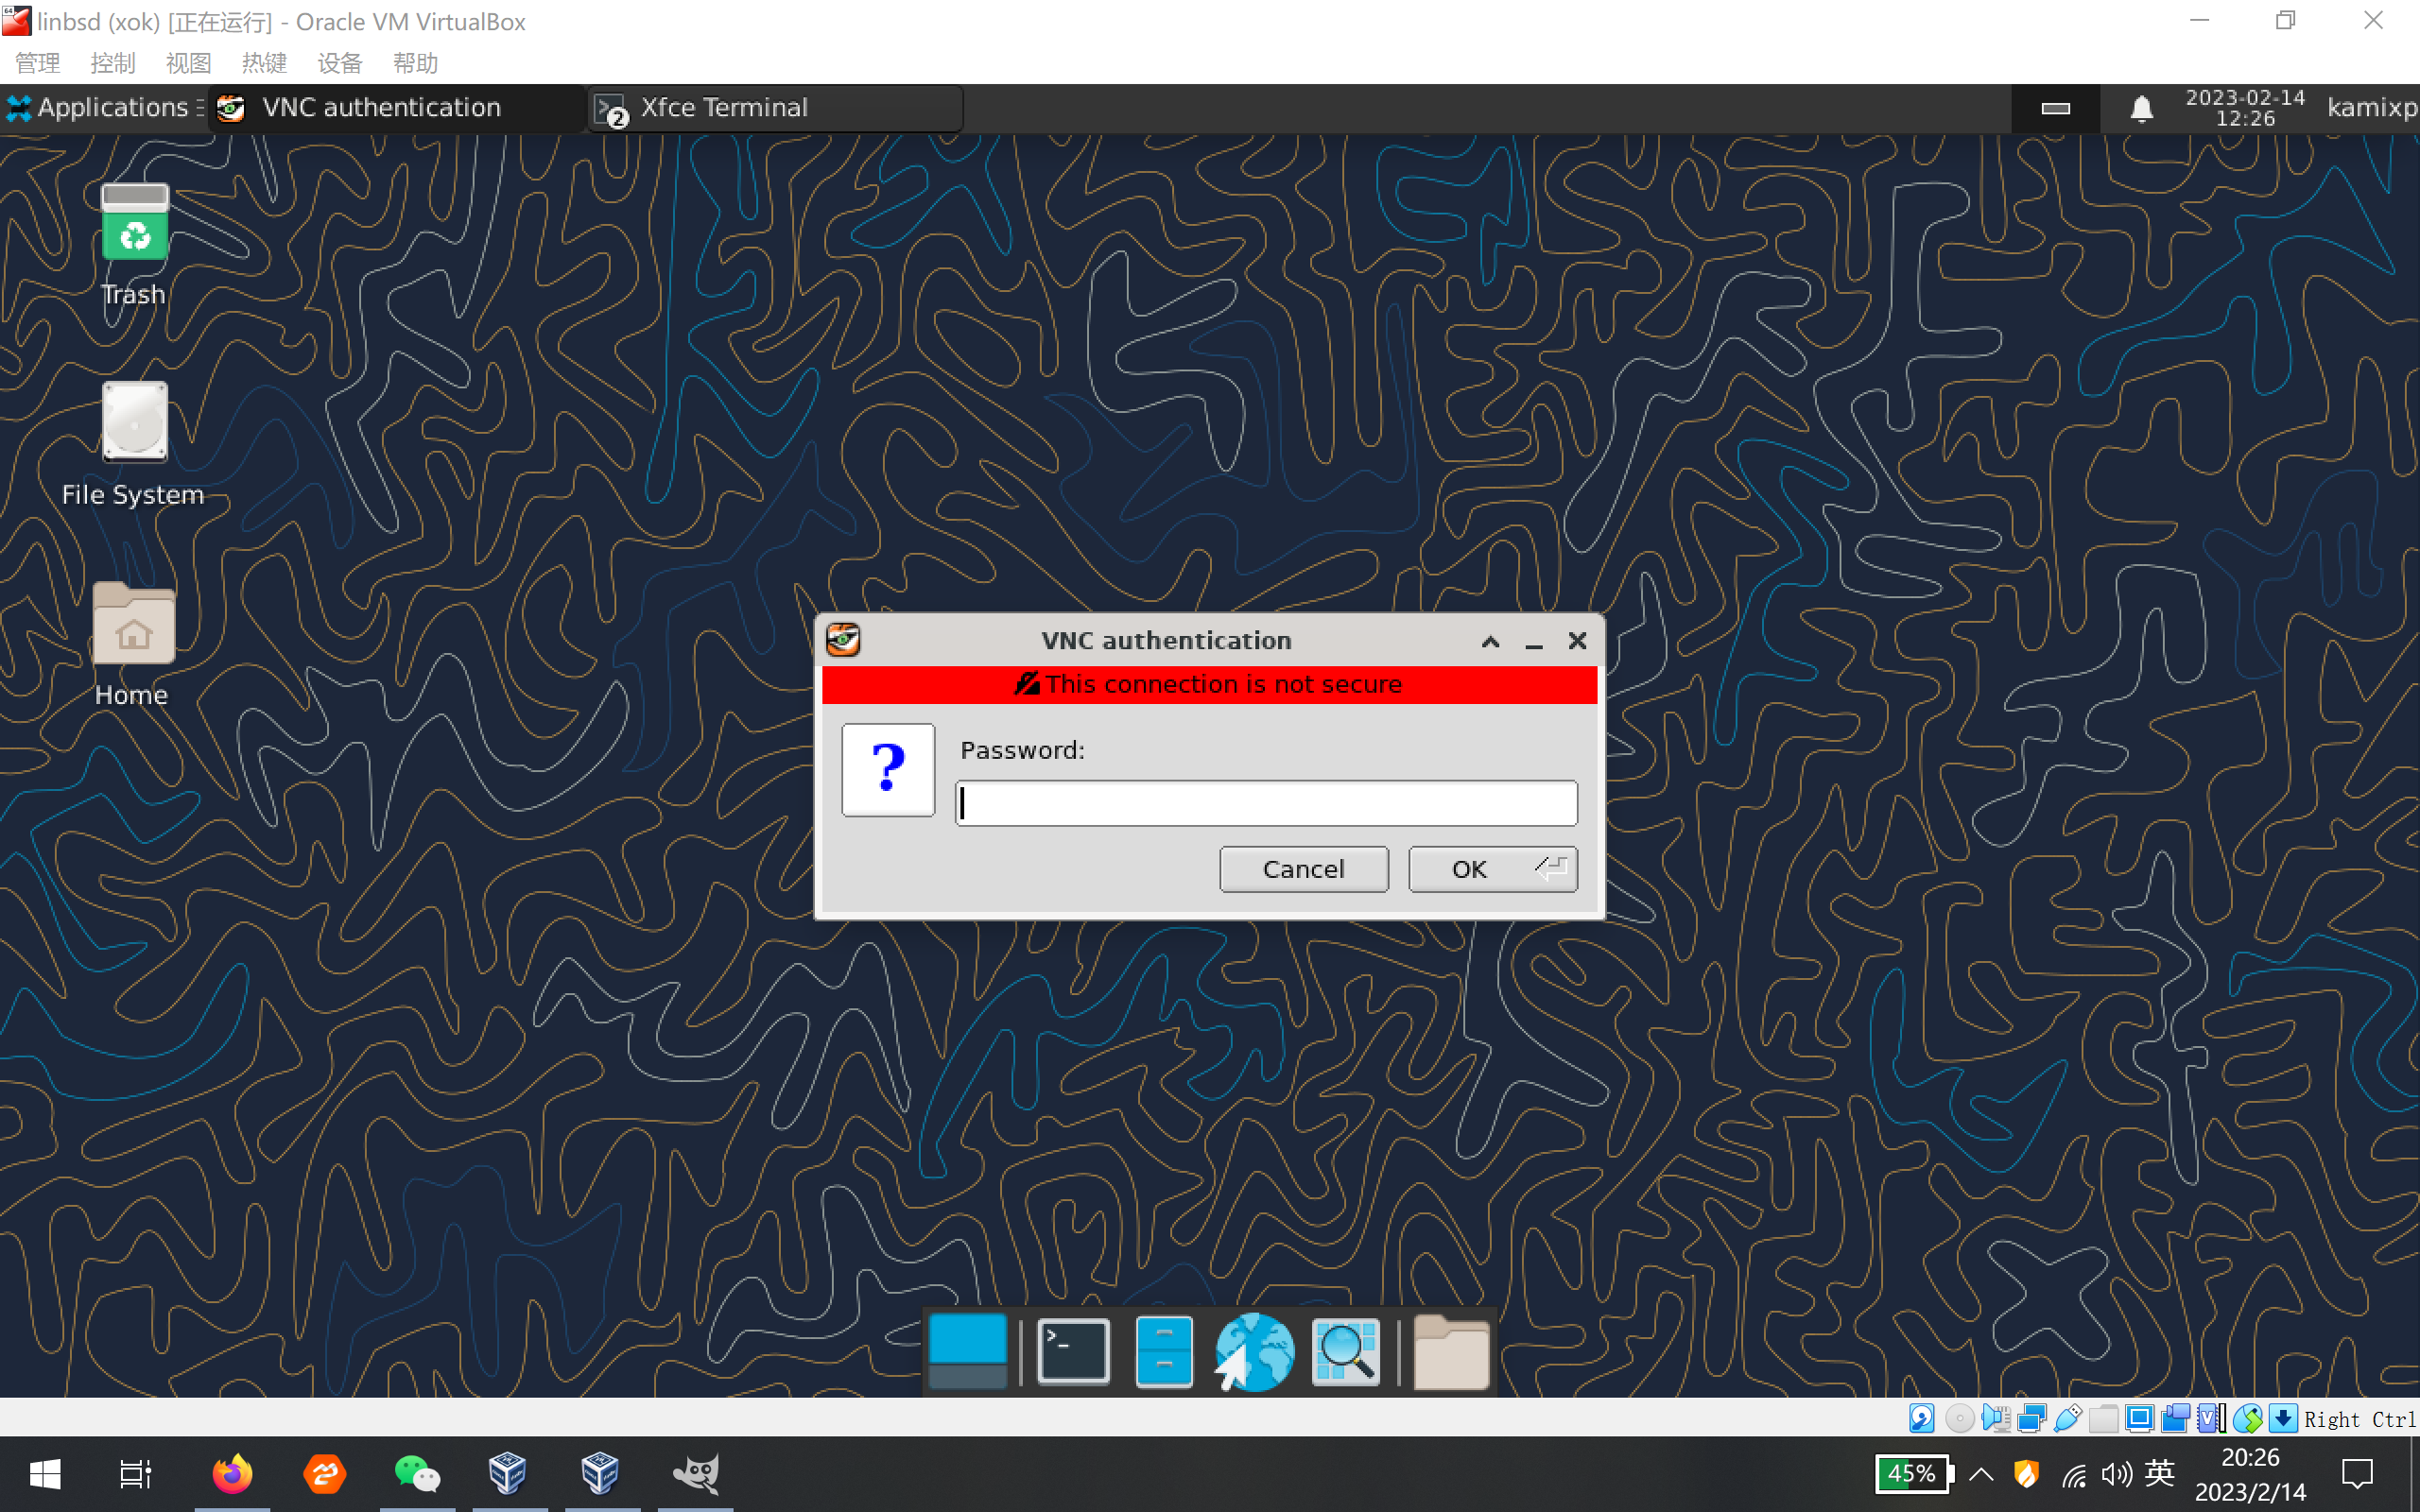 linbsd (xok) [正在运行] - Oracle VM VirtualBox
管理 控制 视图 热键 设备 帮助
Applications VNC authentication 2 Xfce Terminal 2023-02-14 12:26 kamixp
Trash
File System
Home
VNC authentication
This connection is not secure
?
Password:
Cancel OK
Right Ctrl
45% 英 20:26
2023/2/14